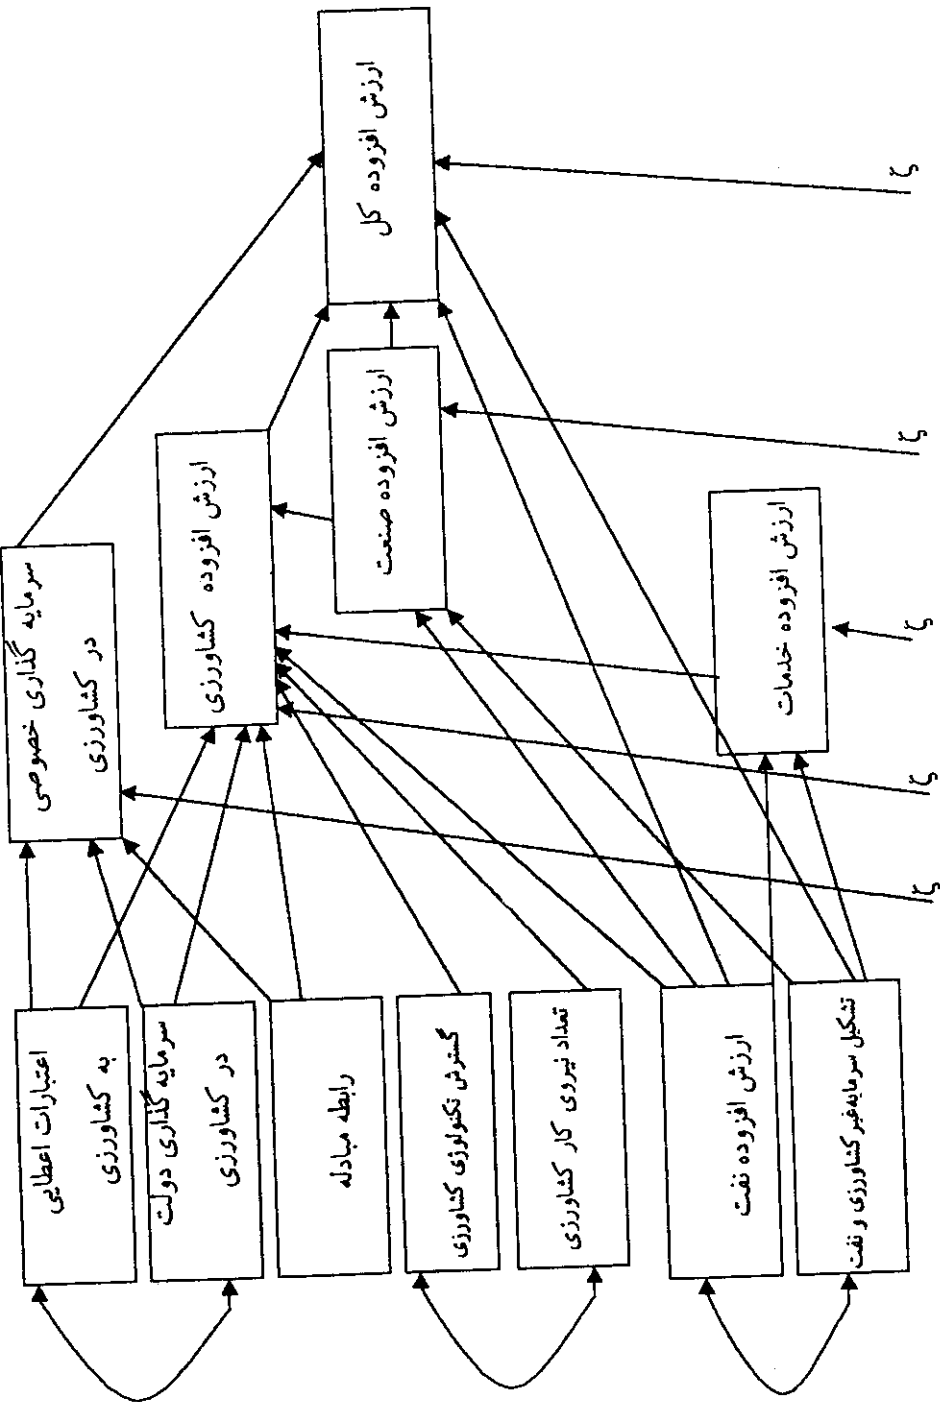 ارزش افزوده کل
ζ
ارزش افزوده صنعت
ζ
ارزش افزوده کشاورزی
ارزش افزوده خدمات
ζ
سرمایه گذاری خصوصی
در کشاورزی
ζ
ζ
اعتبارات اعطایی
به کشاورزی
سرمایه گذاری دولت
در کشاورزی
رابطه مبادله
گسترش تکنولوژی کشاورزی
تعداد نیروی کار کشاورزی
ارزش افزوده نفت
تشکیل سرمایه غیر کشاورزی و نفت